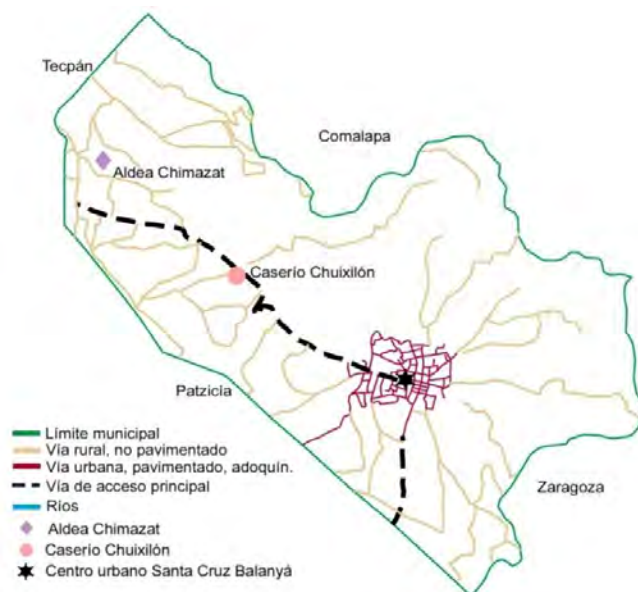 Tecpán
Comalapa
Aldea Chimazat
Caserío Chuixilón
Patzicía
Zaragoza
Límite municipal
Vía rural, no pavimentado
Vía urbana, pavimentado, adoquín.
Vía de acceso principal
Ríos
Aldea Chimazat
Caserío Chuixilón
Centro urbano Santa Cruz Balanyá